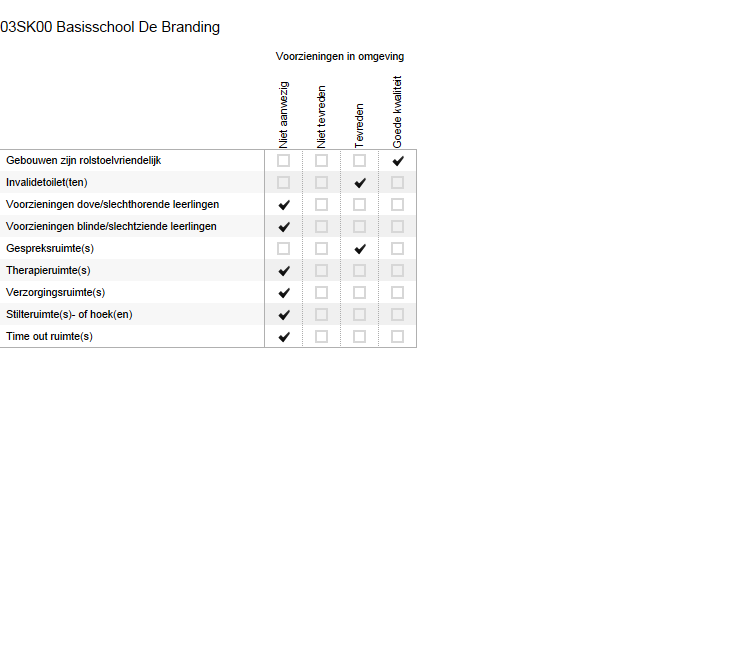 03SK00 Basisschool De Branding
Voorzieningen in omgeving
Niet aanwezig
Niet tevreden
Tevreden
Goede kwaliteit
Gebouwen zijn rolstoelvriendelijk
Invalidetoilet(ten)
Voorzieningen dove/slechthorende leerlingen
Voorzieningen blinde/slechtziende leerlingen
Gespreksruimte(s)
Therapieruimte(s)
Verzorgingsruimte(s)
Stilteruimte(s)- of hoek(en)
Time out ruimte(s)